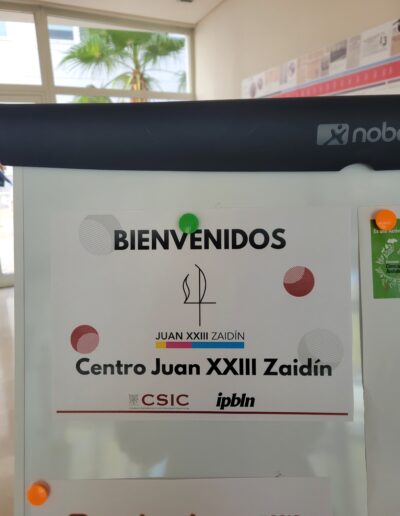 nobo
BIENVENIDOS
JUAN XXIII ZAIDÍN
Centro Juan XXIII Zaidín
CSIC
ipbln